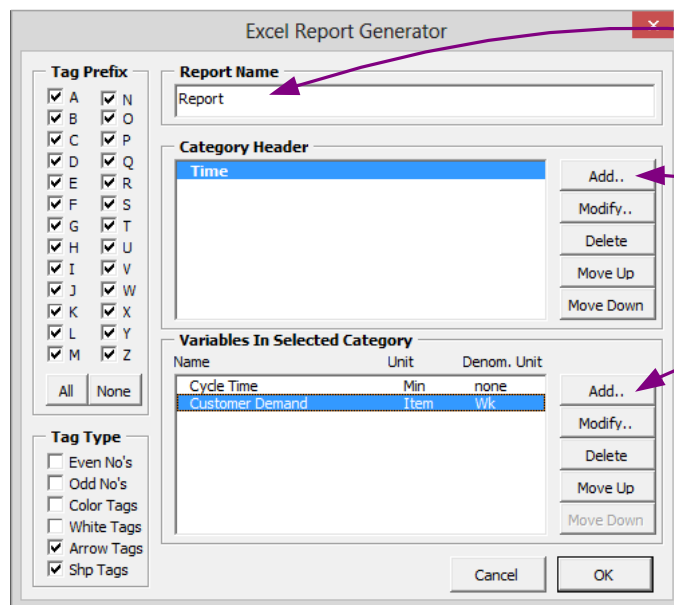 Excel Report Generator
Tag Prefix
A N
B O
C P
D Q
E R
F S
G T
H U
I V
J W
K X
L Y
M Z
All None
Tag Type
Even No's
Odd No's
Color Tags
White Tags
Arrow Tags
Shp Tags
Report Name
Report
Category Header
Time
Add..
Modify..
Delete
Move Up
Move Down
Variables In Selected Category
Name Unit Denom. Unit
Cycle Time Min none
Customer Demand Item Wk
Add..
Modify..
Delete
Move Up
Move Down
Cancel OK